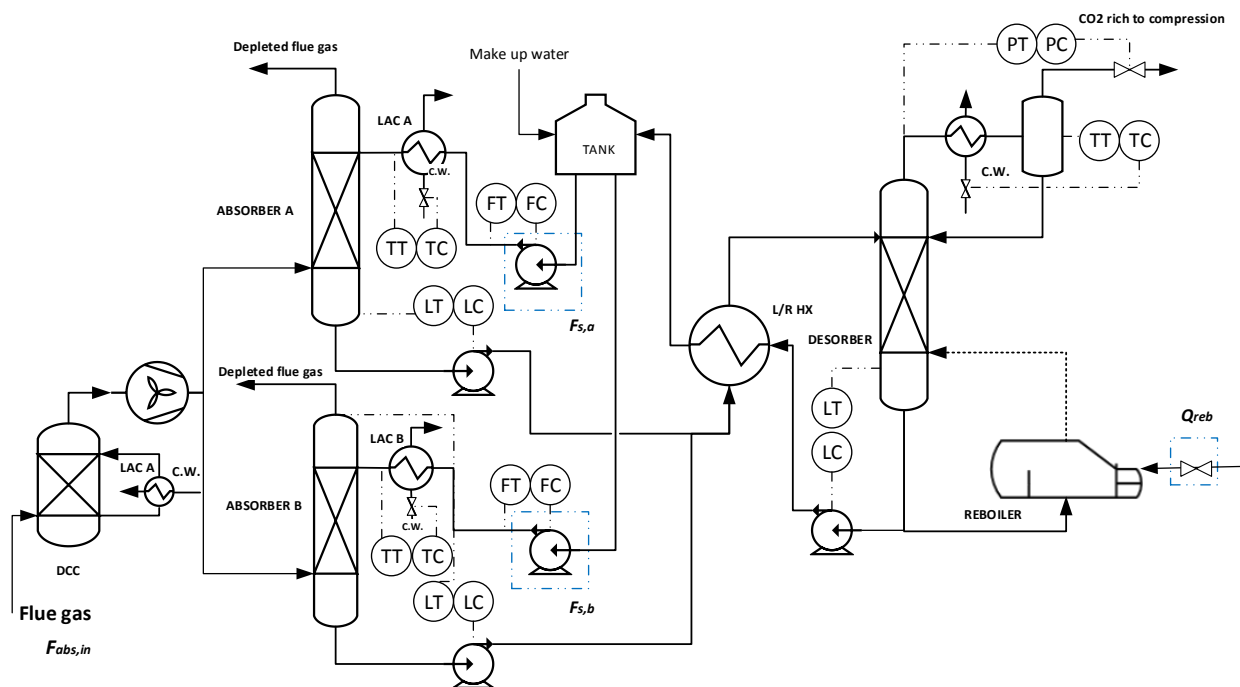 CO2 rich to compression
PT
PC
Depleted flue gas
Make up water
LAC A
TANK
C.W.
TT
TC
C.W.
FT
FC
ABSORBER A
TT
TC
LT
LC
Fs,a
L/R HX
DESORBER
Depleted flue gas
LT
Qreb
LAC B
LC
LAC A
C.W.
FT
FC
ABSORBER B
REBOILER
C.W.
TT
TC
DCC
LT
LC
Fs,b
Flue gas
Fabs,in